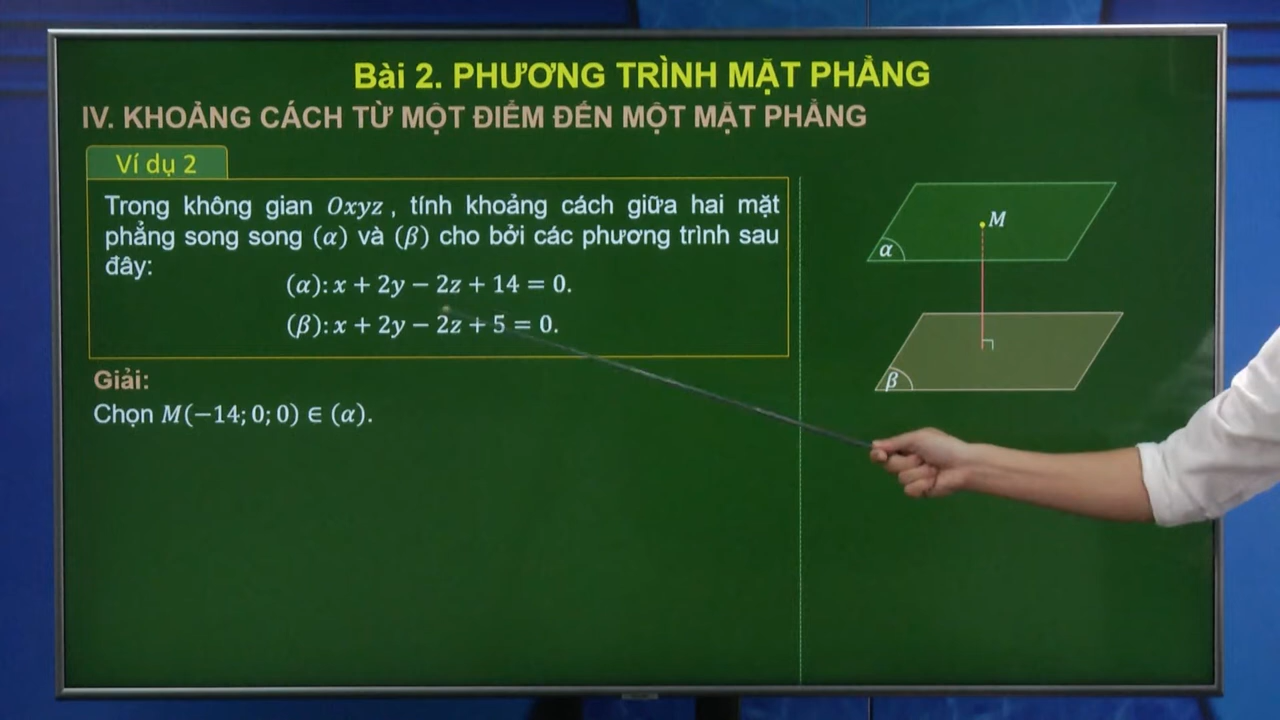 Bài 2. PHƯƠNG TRÌNH MẶT PHẲNG
IV. KHOẢNG CÁCH TỪ MỘT ĐIỂM ĐẾN MỘT MẶT PHẲNG
Ví dụ 2
Trong không gian Oxyz, tính khoảng cách giữa hai mặt
phẳng song song (α) và (β) cho bởi các phương trình sau
đây:
(α): x + 2y − 2z + 14 = 0.
(β): x + 2y − 2z + 5 = 0.
Giải:
Chọn M(−14; 0; 0) ∈ (α).
M
α
β